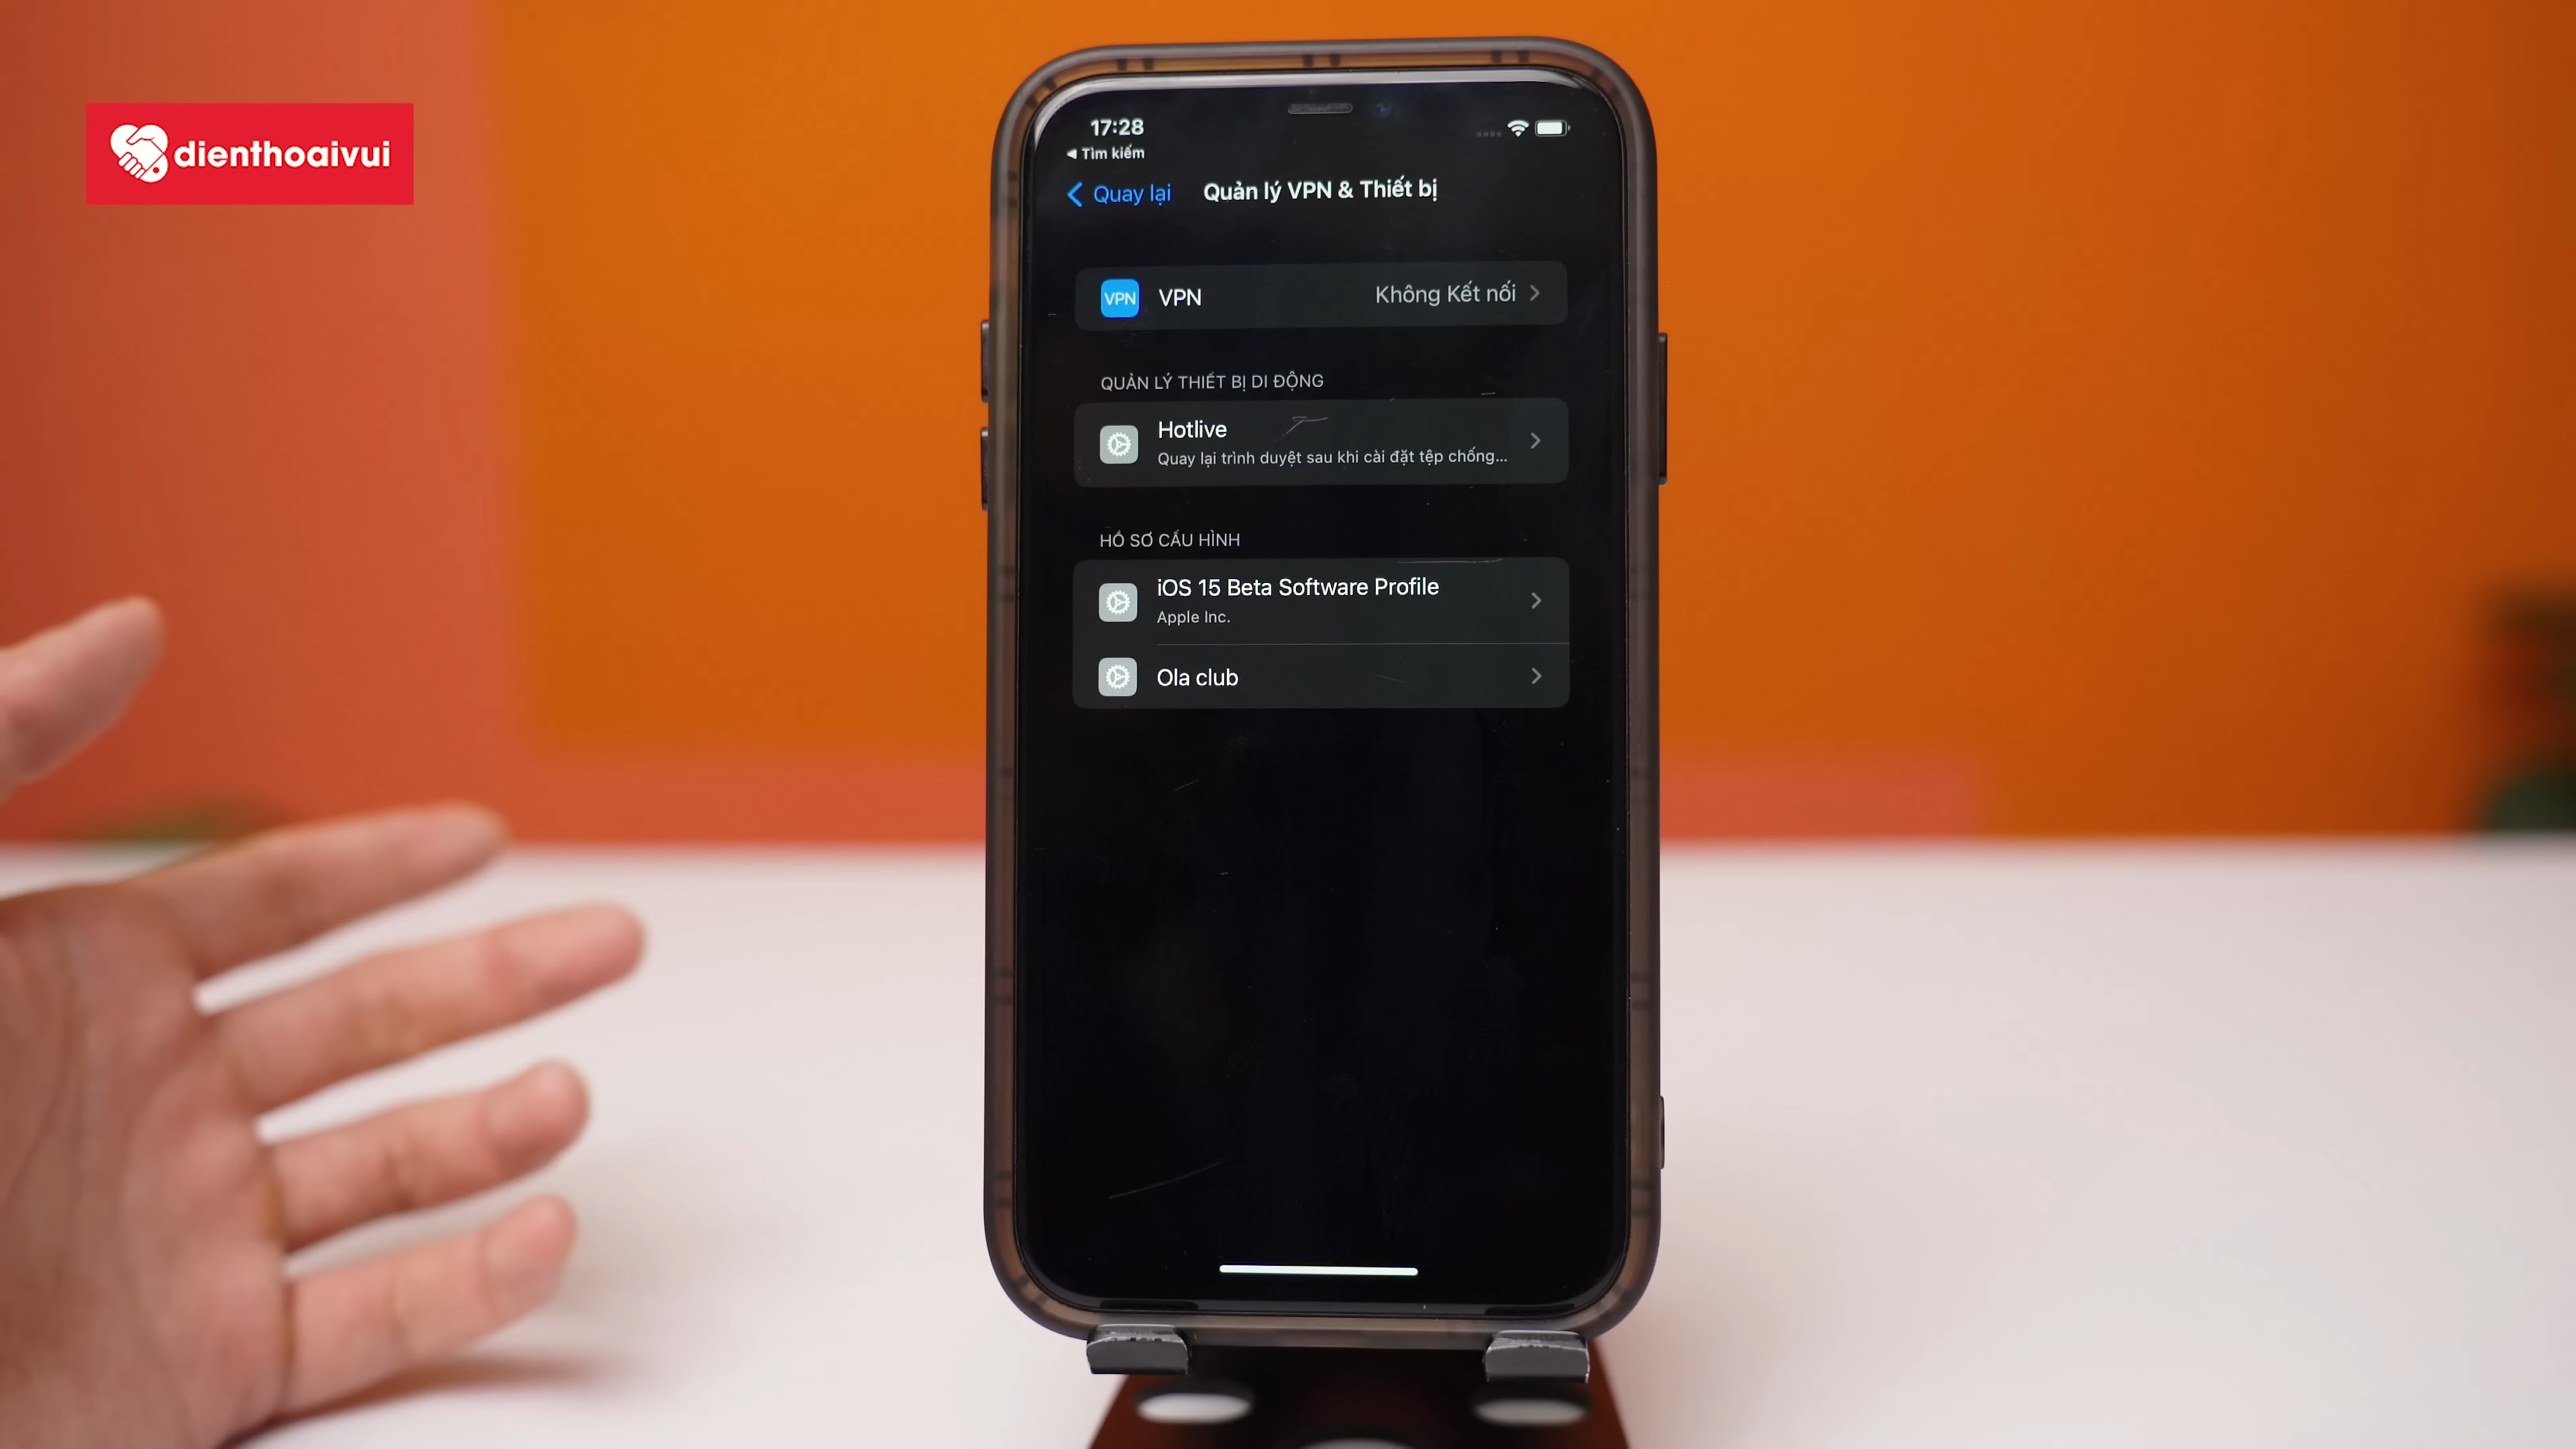 dienthoaivui
17:28
Tìm kiếm
Quay lại
Quản lý VPN & Thiết bị
VPN
VPN
Không Kết nối
QUẢN LÝ THIẾT BỊ DI ĐỘNG
Hotlive
Quay lại trình duyệt sau khi cài đặt tệp chống...
HỒ SƠ CẤU HÌNH
iOS 15 Beta Software Profile
Apple Inc.
Ola club